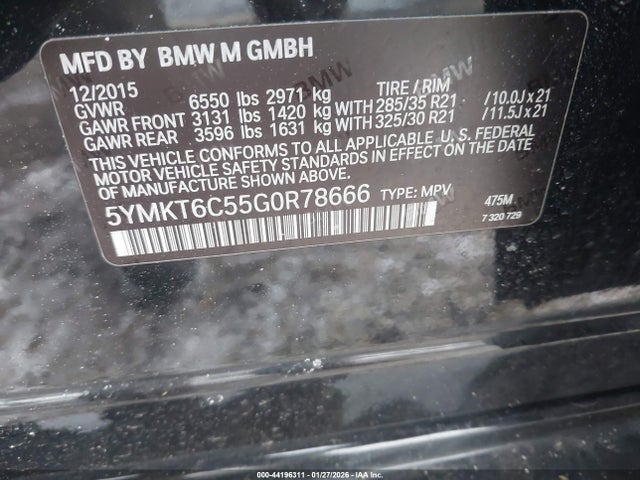 MFD BY BMW M GMBH
12/2015
GVWR 6550 lbs 2971 kg TIRE / RIM
GAWR FRONT 3131 lbs 1420 kg WITH 285/35 R21 / 10.0J x 21
GAWR REAR 3596 lbs 1631 kg WITH 325/30 R21 / 11.5J x 21
THIS VEHICLE CONFORMS TO ALL APPLICABLE U. S. FEDERAL
MOTOR VEHICLE SAFETY STANDARDS IN EFFECT ON THE DATE
OF MANUFACTURE SHOWN ABOVE.
5YMKT6C55G0R78666 TYPE: MPV 475M
7 320 729
000-44196311 - 01/27/2026 - IAAI.COM